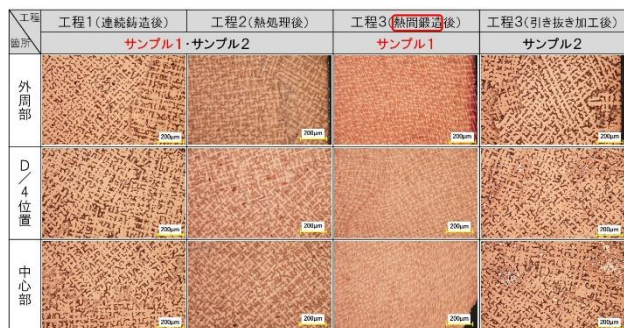 工程
箇所
工程1(連続鋳造後)
工程2(熱処理後)
工程3(熱間鍛造後)
工程3(引き抜き加工後)
サンプル1・サンプル2
サンプル1
サンプル2
外周部
200μm
200μm
200μm
200μm
D/4位置
200μm
200μm
200μm
200μm
中心部
200μm
200μm
200μm
200μm